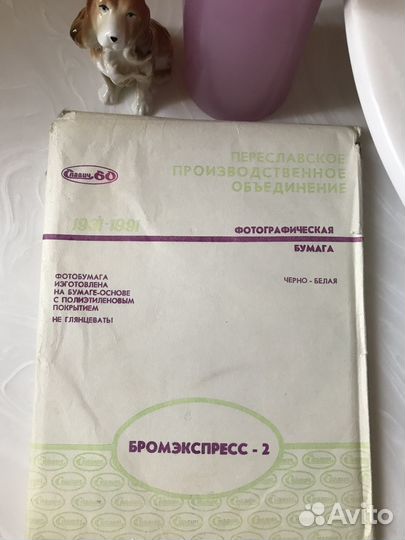 Славич 60
ПЕРЕСЛАВСКОЕ
ПРОИЗВОДСТВЕННОЕ
ОБЪЕДИНЕНИЕ
1931-1991
ФОТОГРАФИЧЕСКАЯ
БУМАГА
ФОТОБУМАГА
ИЗГОТОВЛЕНА
НА БУМАГЕ-ОСНОВЕ
С ПОЛИЭТИЛЕНОВЫМ
ПОКРЫТИЕМ
НЕ ГЛЯНЦЕВАТЬ!
ЧЕРНО-БЕЛАЯ
БРОМЭКСПРЕСС - 2
Avito